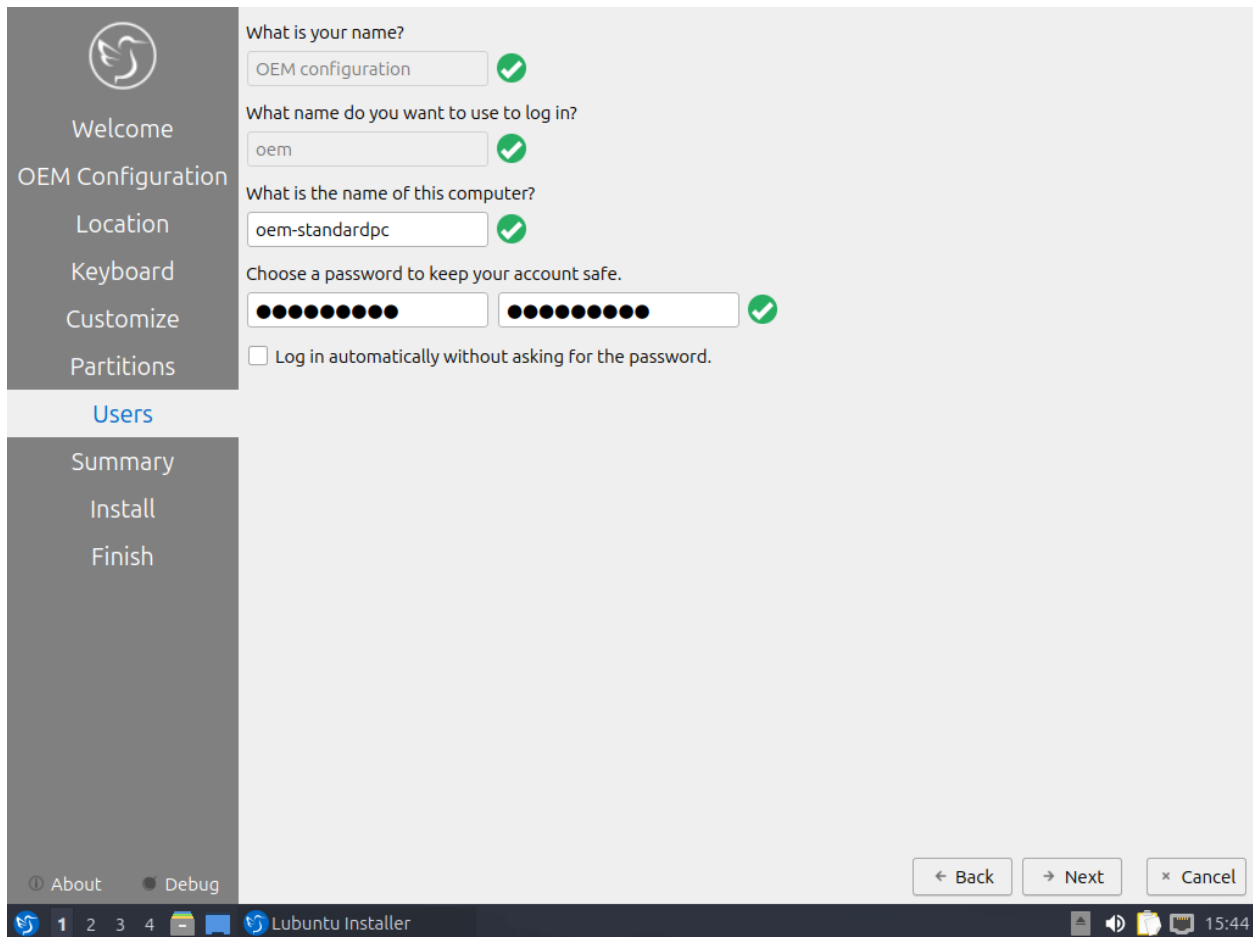 What is your name?
OEM configuration
What name do you want to use to log in?
oem
What is the name of this computer?
oem-standardpc
Choose a password to keep your account safe.
●●●●●●●●● ●●●●●●●●●
Log in automatically without asking for the password.
Welcome
OEM Configuration
Location
Keyboard
Customize
Partitions
Users
Summary
Install
Finish
About Debug
Back Next Cancel
1 2 3 4 Lubuntu Installer 15:44